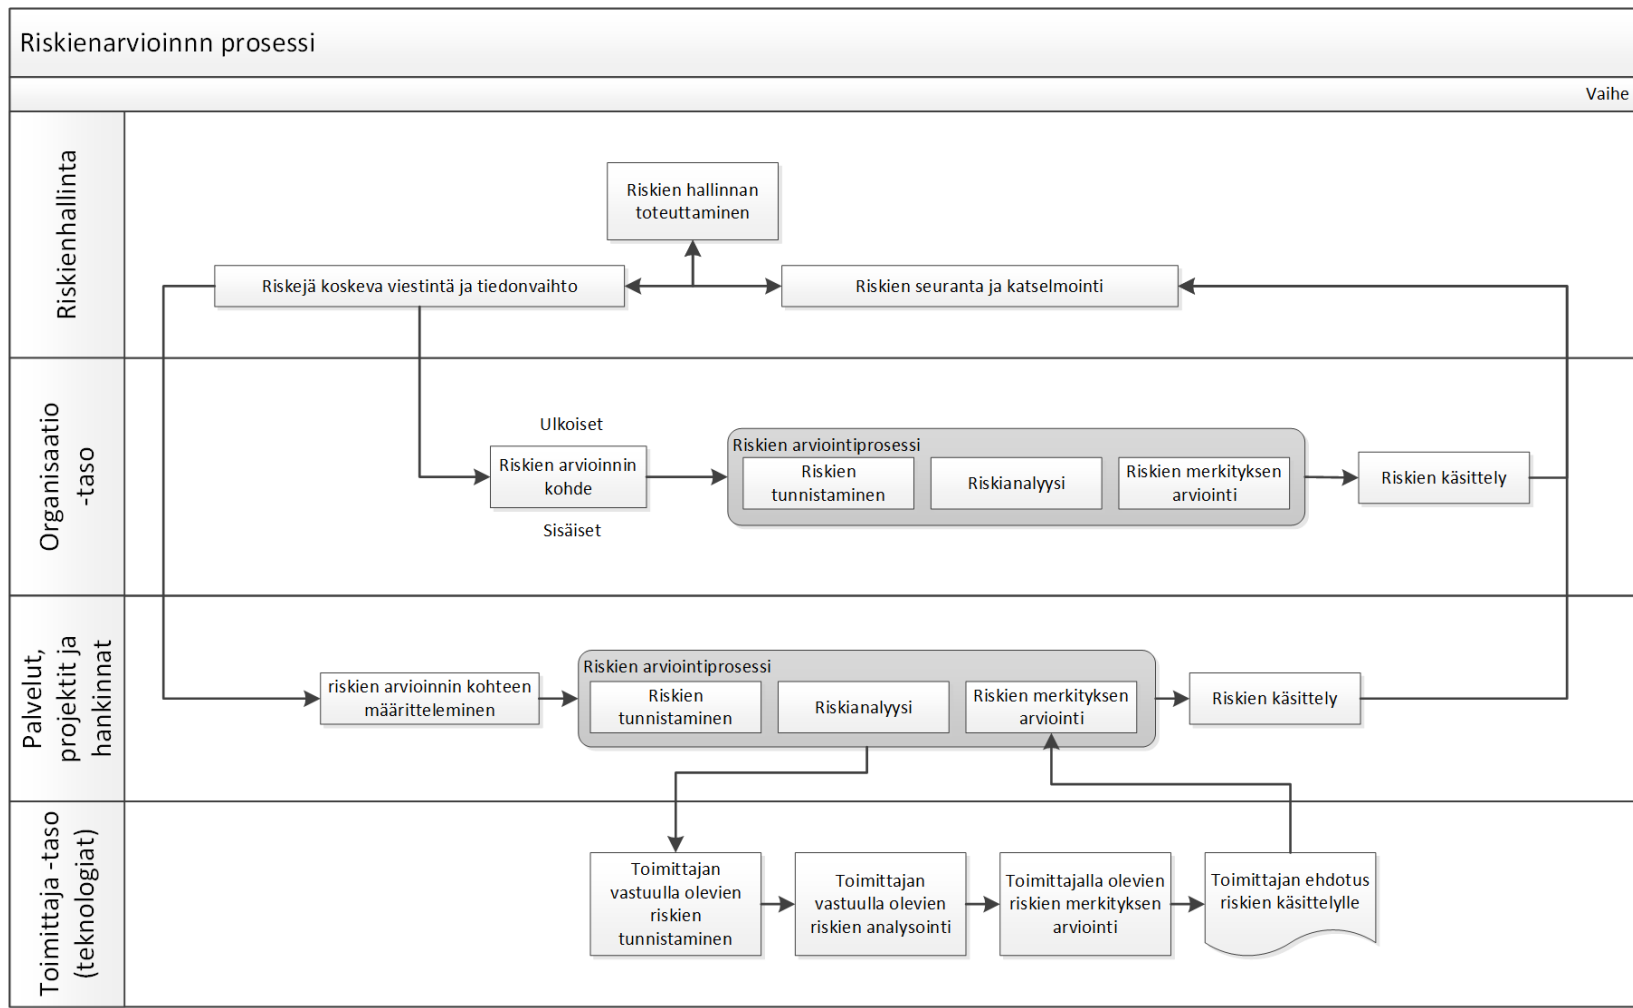 Riskienarvioinnn prosessi
Vaihe
Riskienhallinta
Riskien hallinnan
toteuttaminen
Riskejä koskeva viestintä ja tiedonvaihto
Riskien seuranta ja katselmointi
Organisaatio
-taso
Ulkoiset
Riskien arvioinnin
kohde
Sisäiset
Riskien arviointiprosessi
Riskien
tunnistaminen
Riskianalyysi
Riskien merkityksen
arviointi
Riskien käsittely
Palvelut,
projektit ja
hankinnat
riskien arvioinnin kohteen
määritteleminen
Riskien arviointiprosessi
Riskien
tunnistaminen
Riskianalyysi
Riskien merkityksen
arviointi
Riskien käsittely
Toimittaja -taso
(teknologiat)
Toimittajan
vastuulla olevien
riskien
tunnistaminen
Toimittajan
vastuulla olevien
riskien analysointi
Toimittajalla olevien
riskien merkityksen
arviointi
Toimittajan ehdotus
riskien käsittelylle